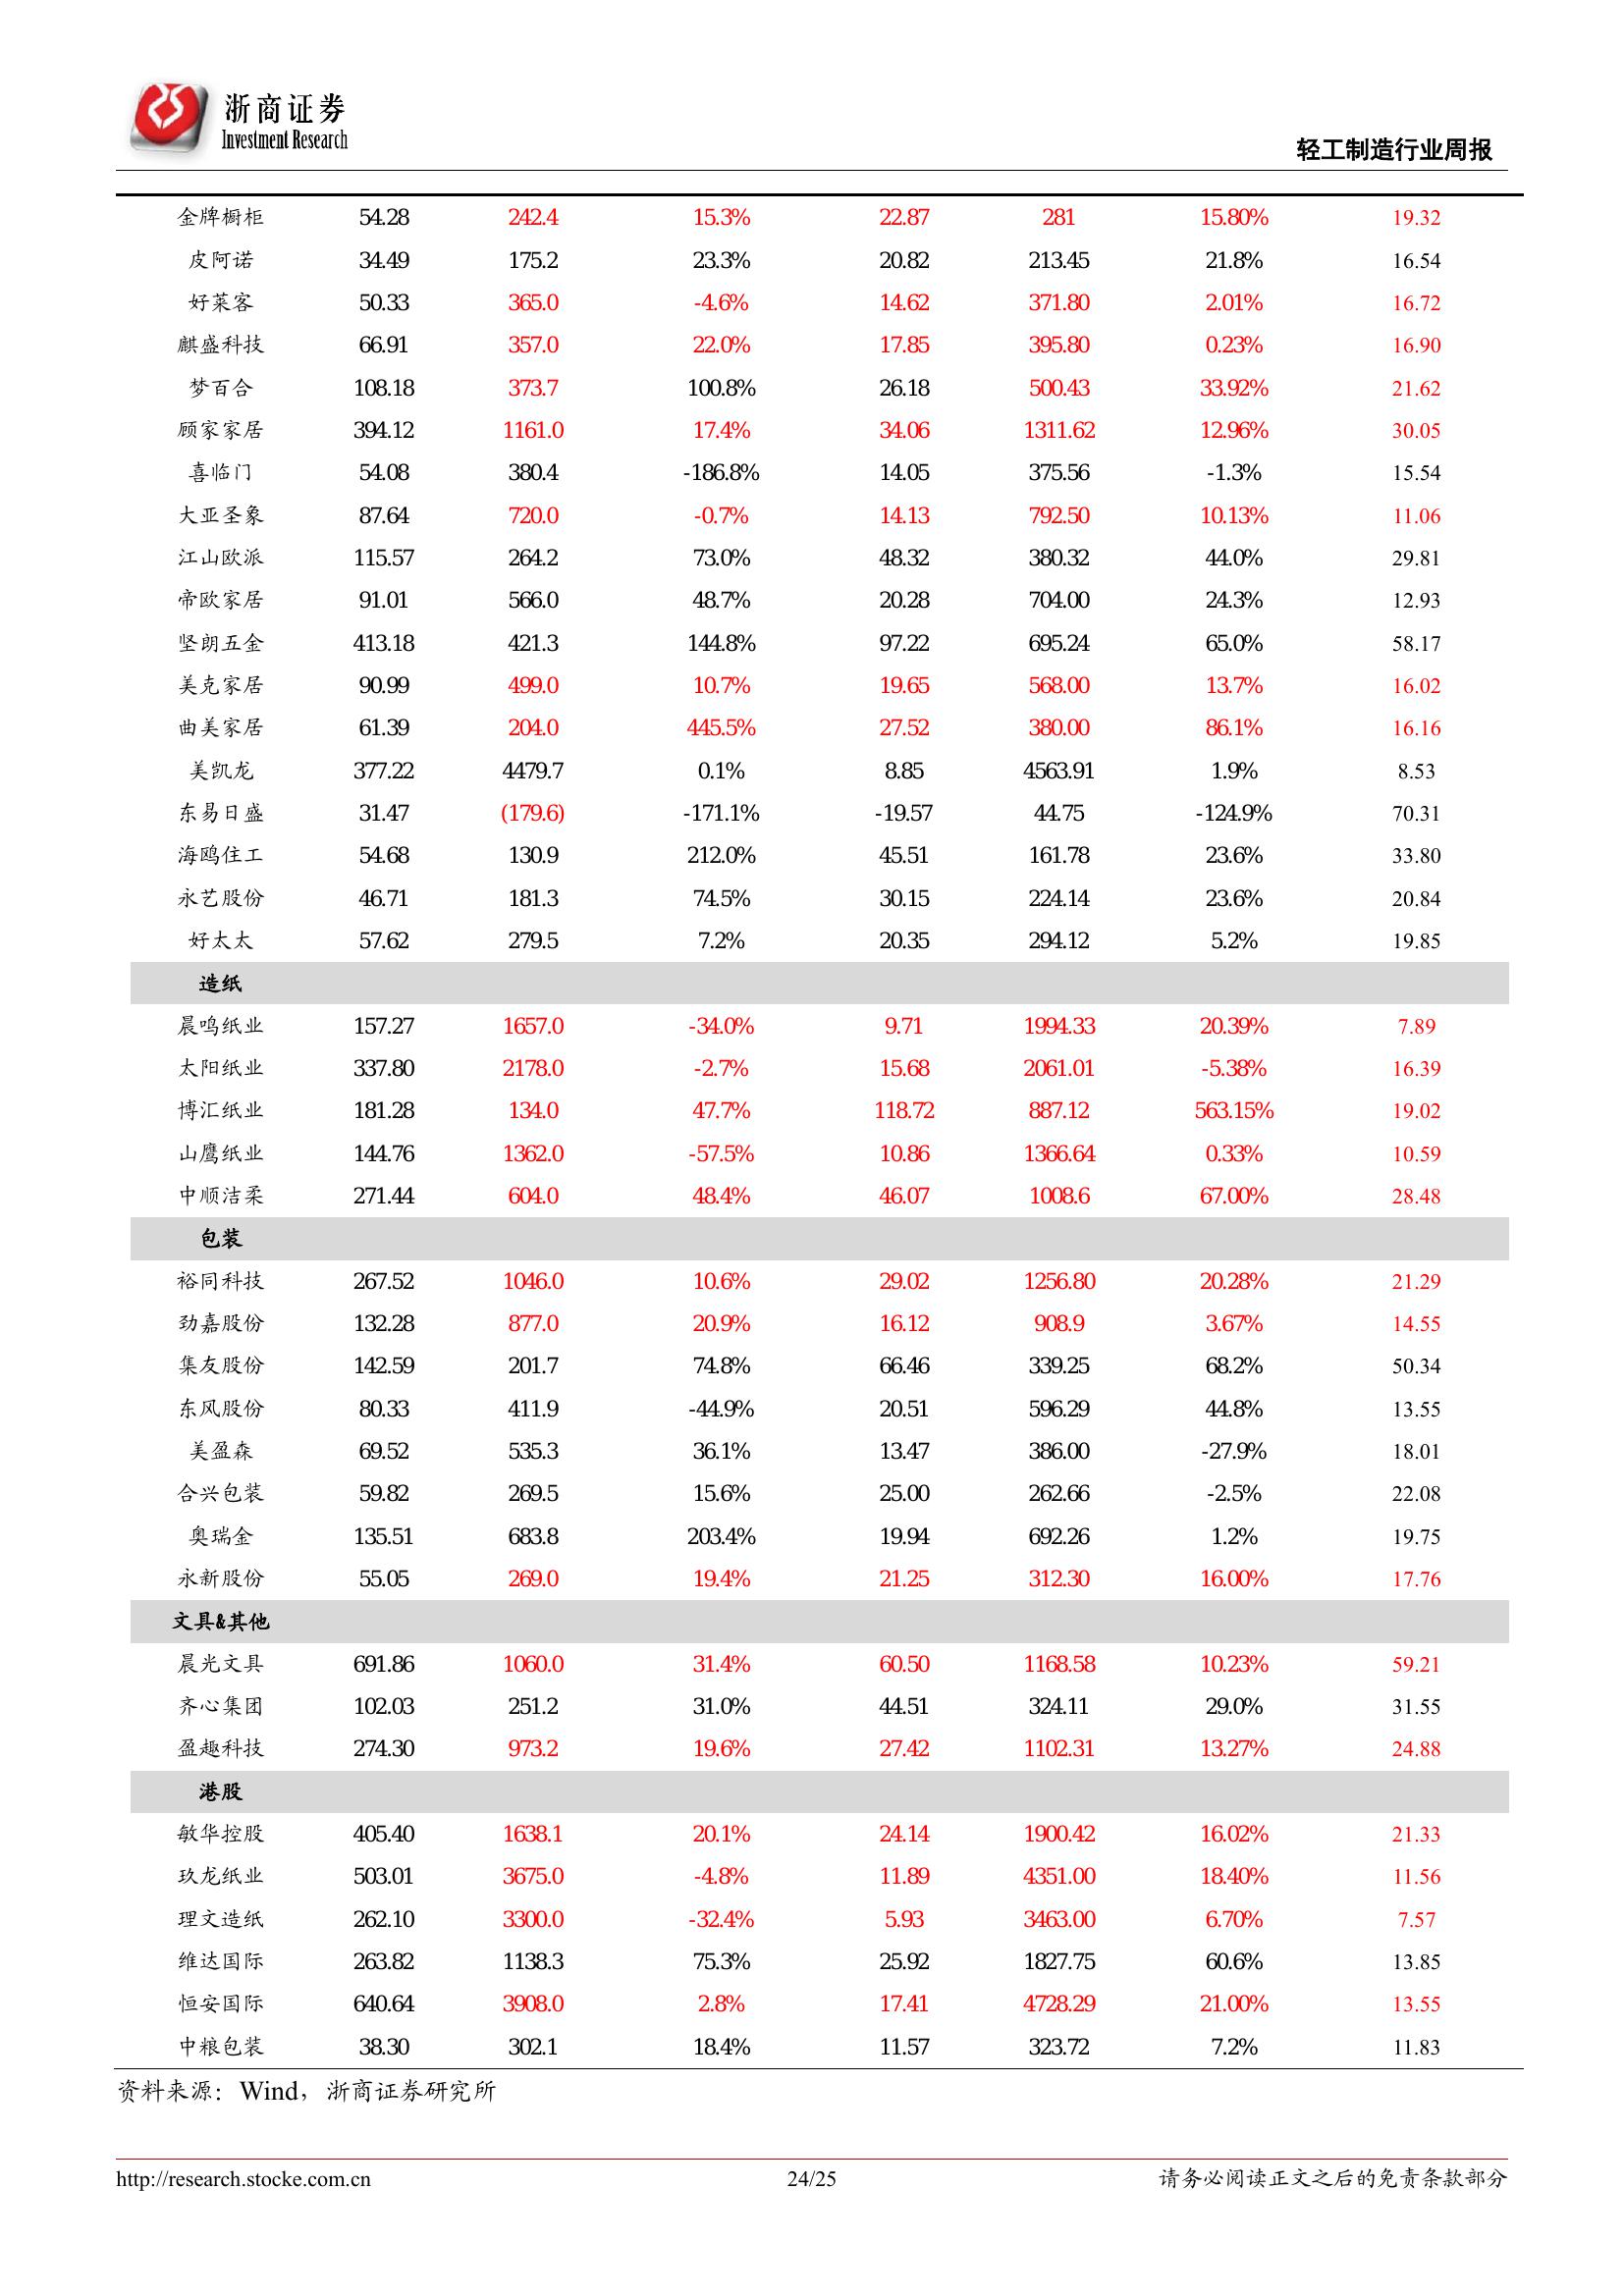 浙商证券
Investment Research
轻工制造行业周报
金牌橱柜 54.28 242.4 15.3% 22.87 281 15.80% 19.32
皮阿诺 34.49 175.2 23.3% 20.82 213.45 21.8% 16.54
好莱客 50.33 365.0 -4.6% 14.62 371.80 2.01% 16.72
麒盛科技 66.91 357.0 22.0% 17.85 395.80 0.23% 16.90
梦百合 108.18 373.7 100.8% 26.18 500.43 33.92% 21.62
顾家家居 394.12 1161.0 17.4% 34.06 1311.62 12.96% 30.05
喜临门 54.08 380.4 -186.8% 14.05 375.56 -1.3% 15.54
大亚圣象 87.64 720.0 -0.7% 14.13 792.50 10.13% 11.06
江山欧派 115.57 264.2 73.0% 48.32 380.32 44.0% 29.81
帝欧家居 91.01 566.0 48.7% 20.28 704.00 24.3% 12.93
坚朗五金 413.18 421.3 144.8% 97.22 695.24 65.0% 58.17
美克家居 90.99 499.0 10.7% 19.65 568.00 13.7% 16.02
曲美家居 61.39 204.0 445.5% 27.52 380.00 86.1% 16.16
美凯龙 377.22 4479.7 0.1% 8.85 4563.91 1.9% 8.53
东易日盛 31.47 (179.6) -171.1% -19.57 44.75 -124.9% 70.31
海鸥住工 54.68 130.9 212.0% 45.51 161.78 23.6% 33.80
永艺股份 46.71 181.3 74.5% 30.15 224.14 23.6% 20.84
好太太 57.62 279.5 7.2% 20.35 294.12 5.2% 19.85
造纸
晨鸣纸业 157.27 1657.0 -34.0% 9.71 1994.33 20.39% 7.89
太阳纸业 337.80 2178.0 -2.7% 15.68 2061.01 -5.38% 16.39
博汇纸业 181.28 134.0 47.7% 118.72 887.12 563.15% 19.02
山鹰纸业 144.76 1362.0 -57.5% 10.86 1366.64 0.33% 10.59
中顺洁柔 271.44 604.0 48.4% 46.07 1008.6 67.00% 28.48
包装
裕同科技 267.52 1046.0 10.6% 29.02 1256.80 20.28% 21.29
劲嘉股份 132.28 877.0 20.9% 16.12 908.9 3.67% 14.55
集友股份 142.59 201.7 74.8% 66.46 339.25 68.2% 50.34
东风股份 80.33 411.9 -44.9% 20.51 596.29 44.8% 13.55
美盈森 69.52 535.3 36.1% 13.47 386.00 -27.9% 18.01
合兴包装 59.82 269.5 15.6% 25.00 262.66 -2.5% 22.08
奥瑞金 135.51 683.8 203.4% 19.94 692.26 1.2% 19.75
永新股份 55.05 269.0 19.4% 21.25 312.30 16.00% 17.76
文具&其他
晨光文具 691.86 1060.0 31.4% 60.50 1168.58 10.23% 59.21
齐心集团 102.03 251.2 31.0% 44.51 324.11 29.0% 31.55
盈趣科技 274.30 973.2 19.6% 27.42 1102.31 13.27% 24.88
港股
敏华控股 405.40 1638.1 20.1% 24.14 1900.42 16.02% 21.33
玖龙纸业 503.01 3675.0 -4.8% 11.89 4351.00 18.40% 11.56
理文造纸 262.10 3300.0 -32.4% 5.93 3463.00 6.70% 7.57
维达国际 263.82 1138.3 75.3% 25.92 1827.75 60.6% 13.85
恒安国际 640.64 3908.0 2.8% 17.41 4728.29 21.00% 13.55
中粮包装 38.30 302.1 18.4% 11.57 323.72 7.2% 11.83
资料来源：Wind，浙商证券研究所
http://research.stocke.com.cn 24/25 请务必阅读正文之后的免责条款部分